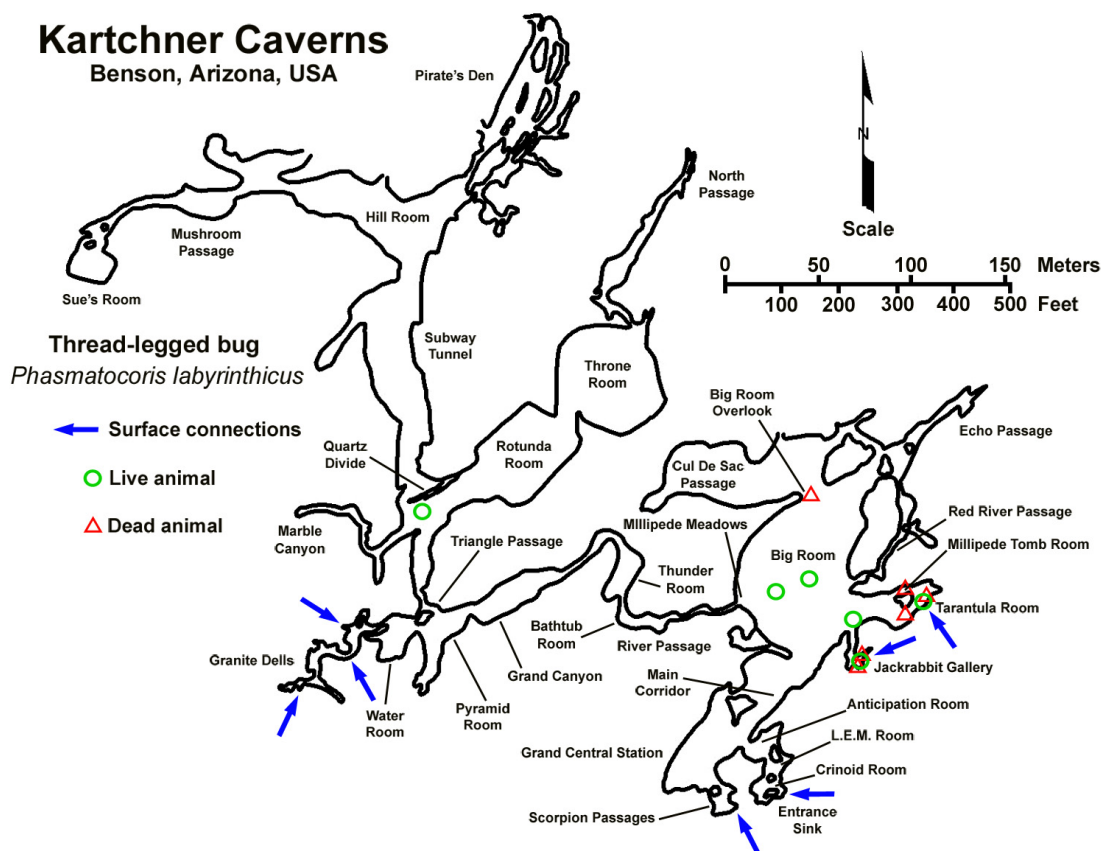 Kartchner Caverns
Benson, Arizona, USA
Pirate's Den
N
North
Passage
Hill Room
Mushroom
Passage
Sue's Room
Scale
0 50 100 150 Meters
100 200 300 400 500 Feet
Thread-legged bug
Phasmatocoris labyrinthicus
Surface connections
Live animal
Dead animal
Subway
Tunnel
Throne
Room
Big Room
Overlook
Echo Passage
Quartz
Divide
Rotunda
Room
Cul De Sac
Passage
Marble
Canyon
Triangle Passage
MIllipede Meadows
Red River Passage
Millipede Tomb Room
Big Room
Thunder
Room
Tarantula Room
Bathtub
Room
River Passage
Granite Dells
Grand Canyon
Main
Corridor
Jackrabbit Gallery
Water
Room
Pyramid
Room
Anticipation Room
L.E.M. Room
Grand Central Station
Crinoid Room
Scorpion Passages
Entrance
Sink